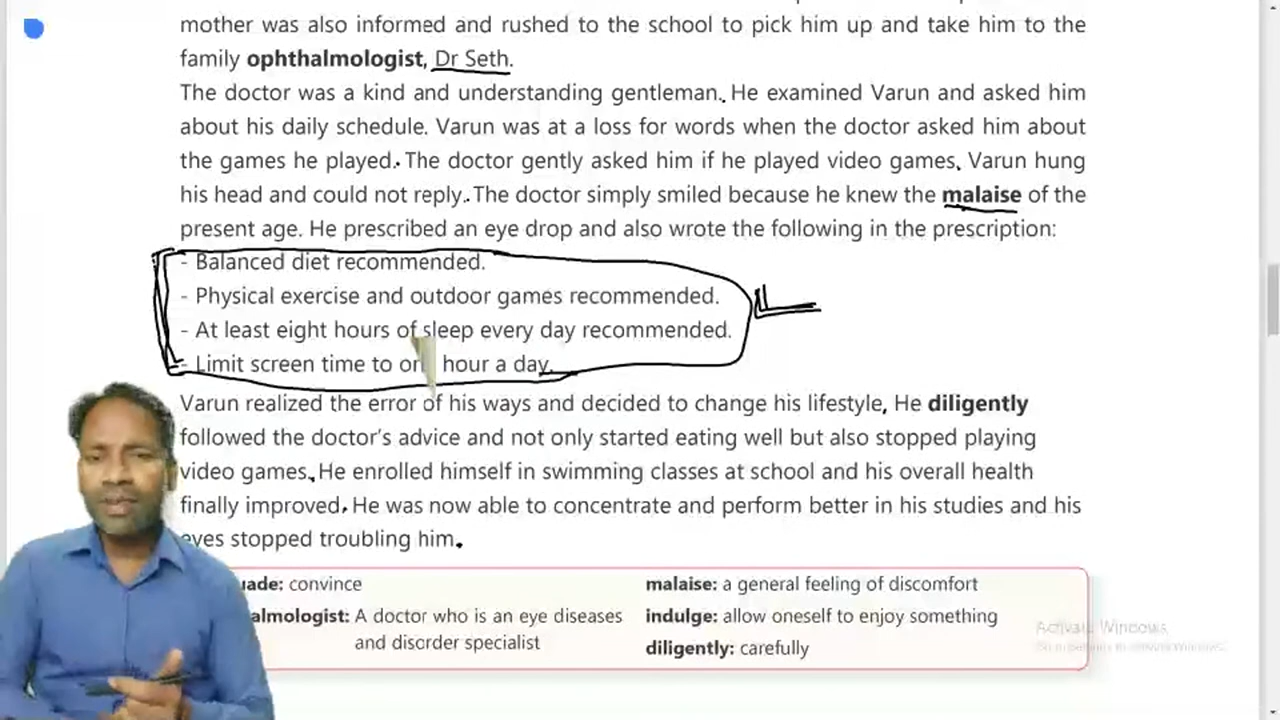 mother was also informed and rushed to the school to pick him up and take him to the
family ophthalmologist, Dr Seth.
The doctor was a kind and understanding gentleman. He examined Varun and asked him
about his daily schedule. Varun was at a loss for words when the doctor asked him about
the games he played. The doctor gently asked him if he played video games. Varun hung
his head and could not reply. The doctor simply smiled because he knew the malaise of the
present age. He prescribed an eye drop and also wrote the following in the prescription:
- Balanced diet recommended.
- Physical exercise and outdoor games recommended.
- At least eight hours of sleep every day recommended.
- Limit screen time to on hour a day.
Varun realized the error of his ways and decided to change his lifestyle. He diligently
followed the doctor's advice and not only started eating well but also stopped playing
video games. He enrolled himself in swimming classes at school and his overall health
finally improved. He was now able to concentrate and perform better in his studies and his
eyes stopped troubling him.
uade: convince
almologist: A doctor who is an eye diseases
and disorder specialist
malaise: a general feeling of discomfort
indulge: allow oneself to enjoy something
diligently: carefully
Activate Windows